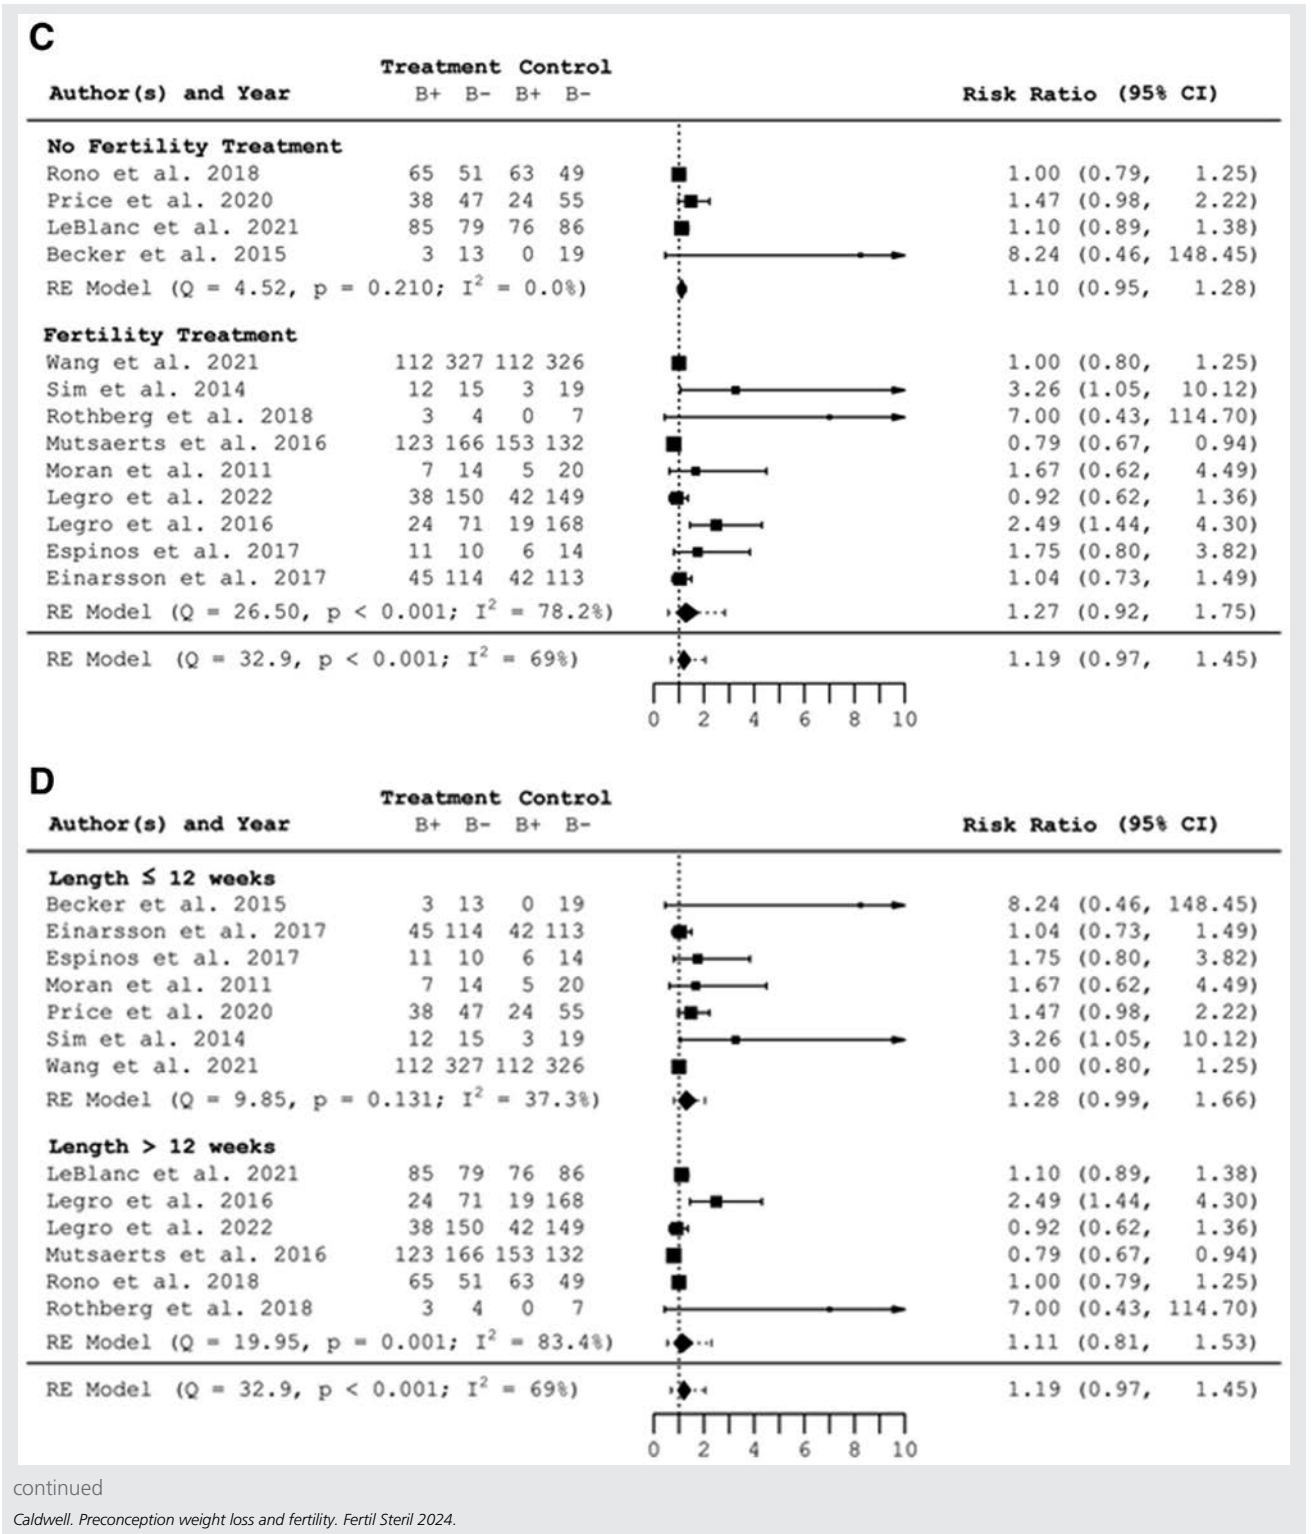 C
Treatment Control
Author(s) and Year B+ B- B+ B- Risk Ratio (95% CI)
No Fertility Treatment
Rono et al. 2018 65 51 63 49 1.00 (0.79, 1.25)
Price et al. 2020 38 47 24 55 1.47 (0.98, 2.22)
LeBlanc et al. 2021 85 79 76 86 1.10 (0.89, 1.38)
Becker et al. 2015 3 13 0 19 8.24 (0.46, 148.45)
RE Model (Q = 4.52, p = 0.210; I² = 0.0%) 1.10 (0.95, 1.28)
Fertility Treatment
Wang et al. 2021 112 327 112 326 1.00 (0.80, 1.25)
Sim et al. 2014 12 15 3 19 3.26 (1.05, 10.12)
Rothberg et al. 2018 3 4 0 7 7.00 (0.43, 114.70)
Mutsaerts et al. 2016 123 166 153 132 0.79 (0.67, 0.94)
Moran et al. 2011 7 14 5 20 1.67 (0.62, 4.49)
Legro et al. 2022 38 150 42 149 0.92 (0.62, 1.36)
Legro et al. 2016 24 71 19 168 2.49 (1.44, 4.30)
Espinos et al. 2017 11 10 6 14 1.75 (0.80, 3.82)
Einarsson et al. 2017 45 114 42 113 1.04 (0.73, 1.49)
RE Model (Q = 26.50, p < 0.001; I² = 78.2%) 1.27 (0.92, 1.75)
RE Model (Q = 32.9, p < 0.001; I² = 69%) 1.19 (0.97, 1.45)
0 2 4 6 8 10
D
Treatment Control
Author(s) and Year B+ B- B+ B- Risk Ratio (95% CI)
Length ≤ 12 weeks
Becker et al. 2015 3 13 0 19 8.24 (0.46, 148.45)
Einarsson et al. 2017 45 114 42 113 1.04 (0.73, 1.49)
Espinos et al. 2017 11 10 6 14 1.75 (0.80, 3.82)
Moran et al. 2011 7 14 5 20 1.67 (0.62, 4.49)
Price et al. 2020 38 47 24 55 1.47 (0.98, 2.22)
Sim et al. 2014 12 15 3 19 3.26 (1.05, 10.12)
Wang et al. 2021 112 327 112 326 1.00 (0.80, 1.25)
RE Model (Q = 9.85, p = 0.131; I² = 37.3%) 1.28 (0.99, 1.66)
Length > 12 weeks
LeBlanc et al. 2021 85 79 76 86 1.10 (0.89, 1.38)
Legro et al. 2016 24 71 19 168 2.49 (1.44, 4.30)
Legro et al. 2022 38 150 42 149 0.92 (0.62, 1.36)
Mutsaerts et al. 2016 123 166 153 132 0.79 (0.67, 0.94)
Rono et al. 2018 65 51 63 49 1.00 (0.79, 1.25)
Rothberg et al. 2018 3 4 0 7 7.00 (0.43, 114.70)
RE Model (Q = 19.95, p = 0.001; I² = 83.4%) 1.11 (0.81, 1.53)
RE Model (Q = 32.9, p < 0.001; I² = 69%) 1.19 (0.97, 1.45)
0 2 4 6 8 10
continued
Caldwell. Preconception weight loss and fertility. Fertil Steril 2024.